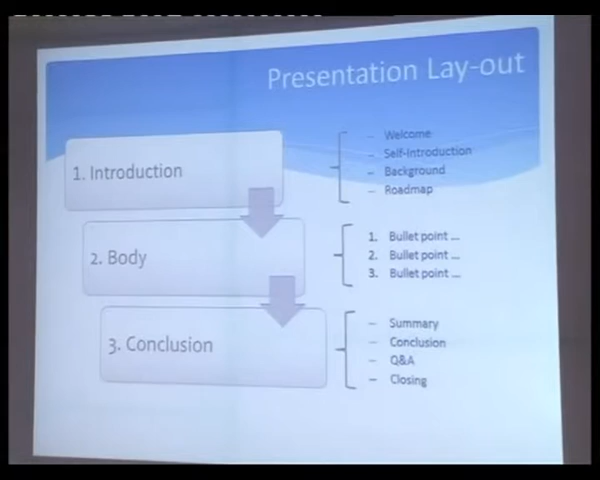 Presentation Lay-out
1. Introduction
– Welcome
– Self-Introduction
– Background
– Roadmap
2. Body
1. Bullet point ...
2. Bullet point ...
3. Bullet point ...
3. Conclusion
– Summary
– Conclusion
– Q&A
– Closing